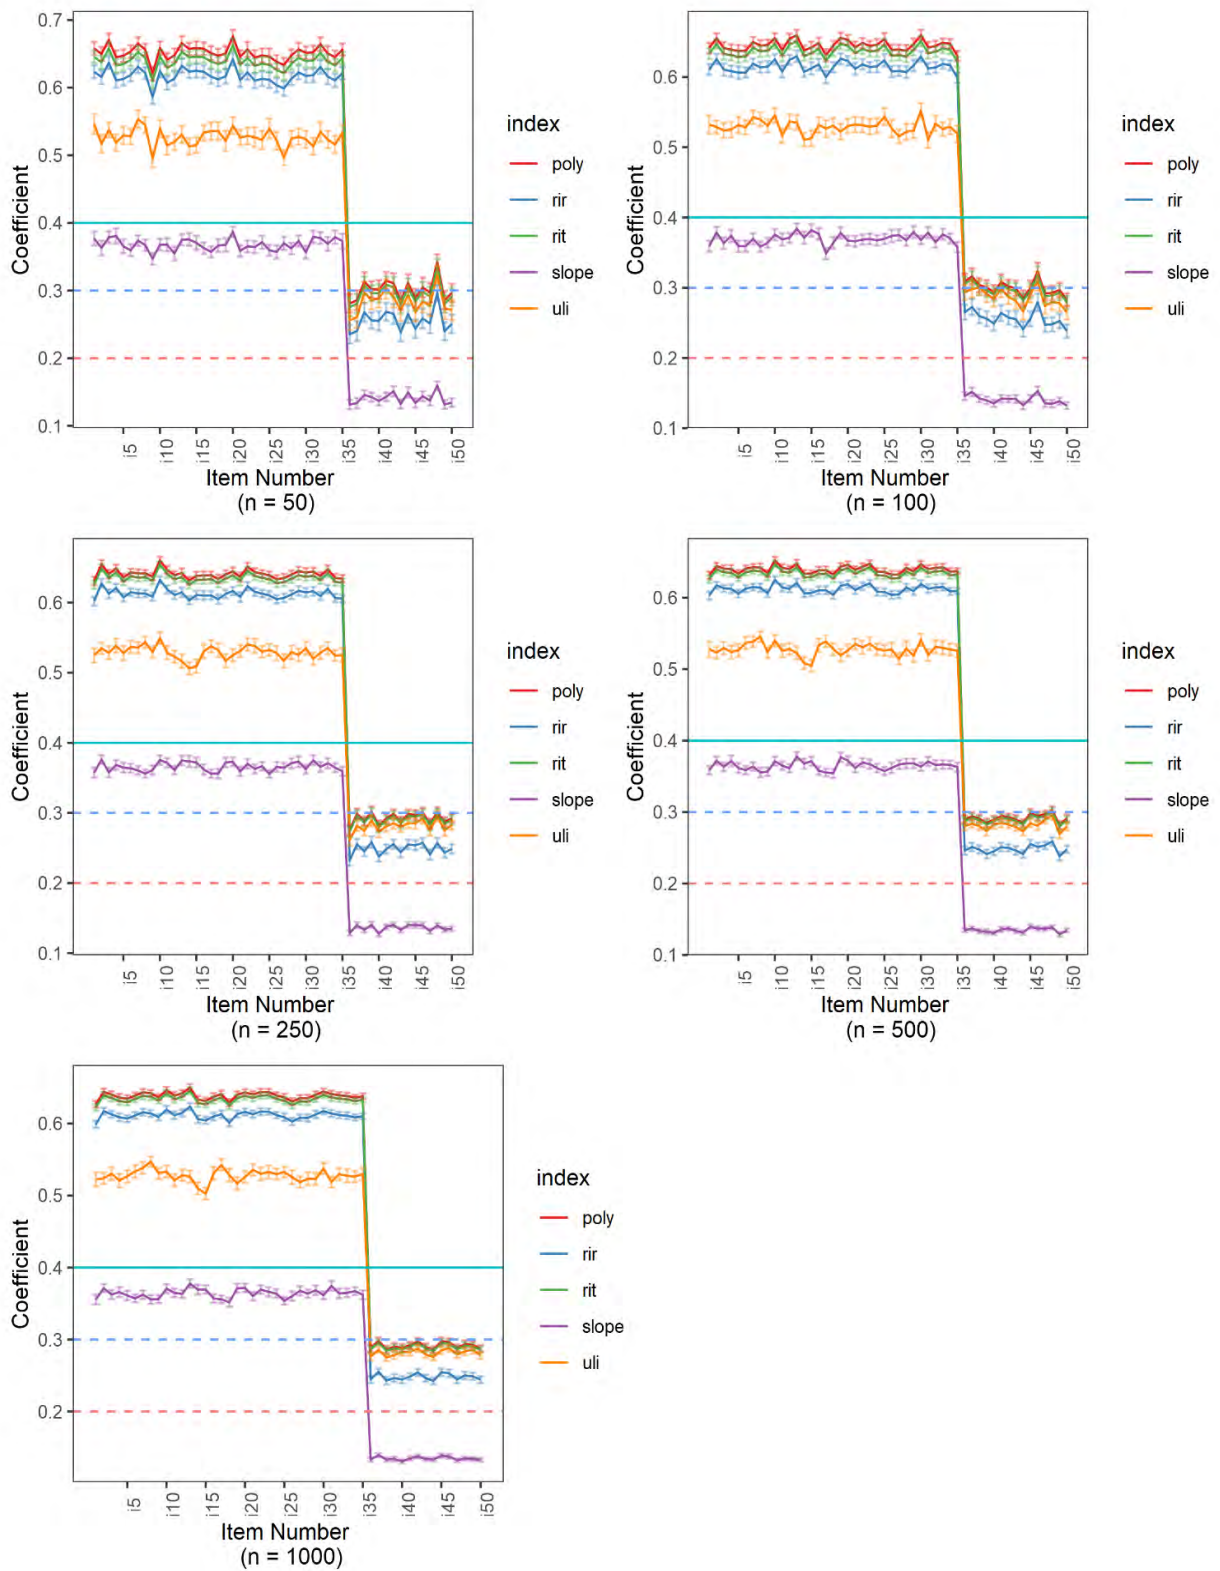 0.7
0.6
0.5
0.4
0.3
0.2
0.1
Coefficient
i5
i10
i15
i20
i25
i30
i35
i40
i45
i50
Item Number
(n = 50)
index
poly
rir
rit
slope
uli
0.6
0.5
0.4
0.3
0.2
0.1
Coefficient
i5
i10
i15
i20
i25
i30
i35
i40
i45
i50
Item Number
(n = 100)
index
poly
rir
rit
slope
uli
0.6
0.5
0.4
0.3
0.2
0.1
Coefficient
i5
i10
i15
i20
i25
i30
i35
i40
i45
i50
Item Number
(n = 250)
index
poly
rir
rit
slope
uli
0.6
0.5
0.4
0.3
0.2
0.1
Coefficient
i5
i10
i15
i20
i25
i30
i35
i40
i45
i50
Item Number
(n = 500)
index
poly
rir
rit
slope
uli
0.6
0.5
0.4
0.3
0.2
Coefficient
i5
i10
i15
i20
i25
i30
i35
i40
i45
i50
Item Number
(n = 1000)
index
poly
rir
rit
slope
uli